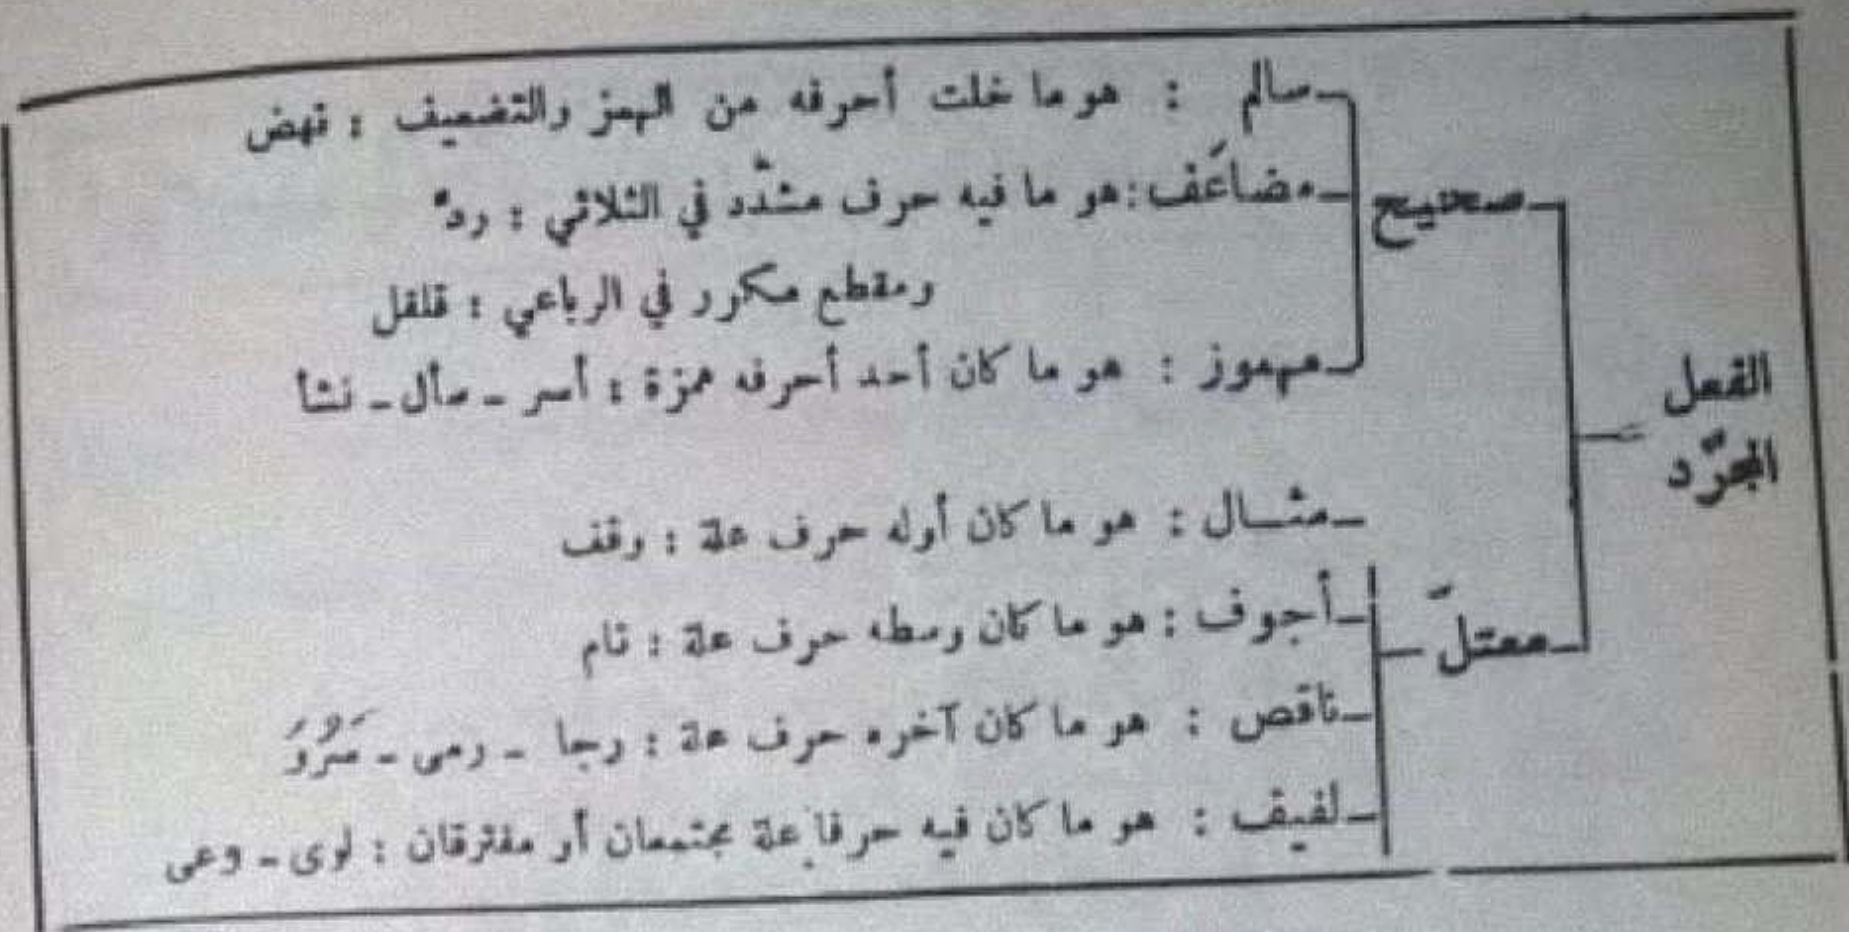 سالم : هو ما خلت أحرفه من الهمز والتضعيف : نهض
صحيح
مضاعَف : هو ما فيه حرف مشدّد في الثلاثي : ردّ
ومقطع مكرر في الرباعي : قلقل
مهموز : هو ما كان أحد أحرفه همزة : أسر - سأل - نشأ
الفعل
المجرّد
مثال : هو ما كان أوله حرف علة : وقف
أجوف : هو ما كان وسطه حرف علة : نام
معتلّ
ناقص : هو ما كان آخره حرف علة : رجا - رمى - سَرُوَ
لفيف : هو ما كان فيه حرفا علة مجتمعان أو مفترقان : لوى - وعى